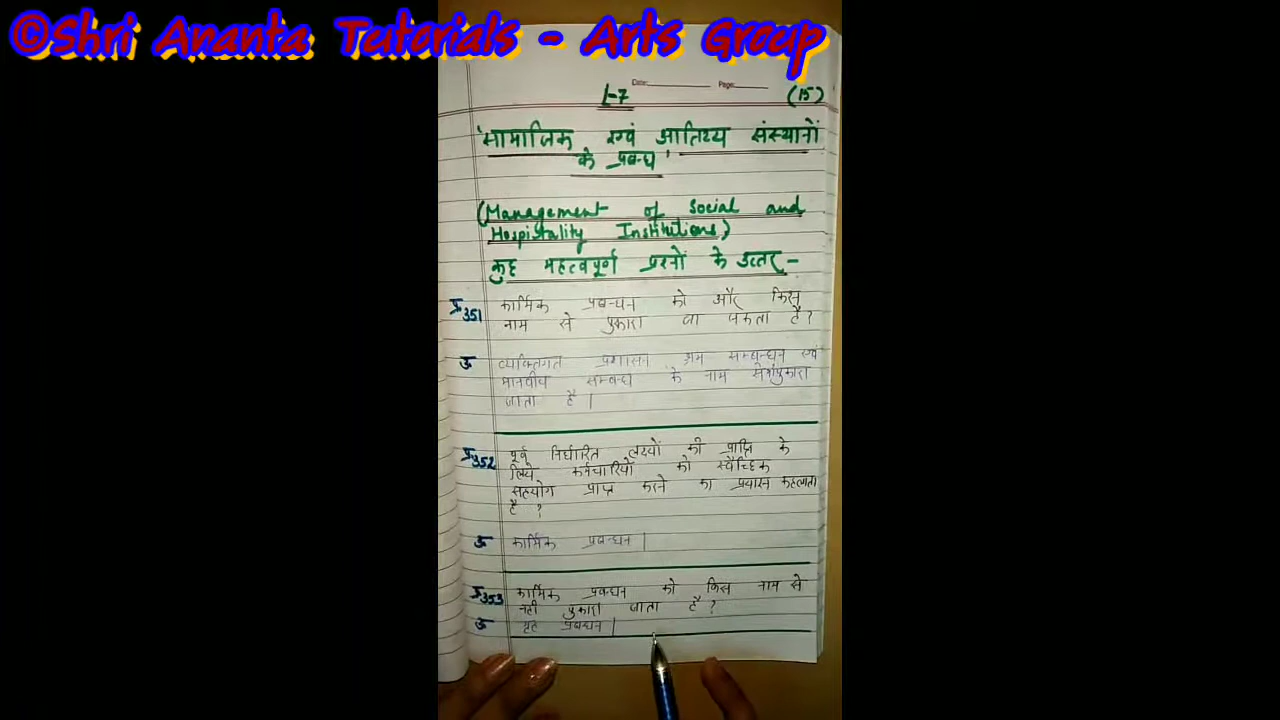 ©Shri Ananta Tutorials - Arts Group
Date: Page:
L-7 (15)
'सामाजिक एवं आतिथ्य संस्थानों
के प्रबन्ध'
(Management of Social and
Hospitality Institutions)
कुछ महत्वपूर्ण प्रश्नों के उत्तर -
प्र351 कार्मिक प्रबन्धन को और किस
नाम से पुकारा जा सकता है?
उ व्यक्तिगत प्रशासन, श्रम सम्बन्धन एवं
मानवीय सम्बन्ध के नाम पुकारा
जाता है |
प्र352 पूर्व निर्धारित लक्ष्यों की प्राप्ति के
लिये कर्मचारियों को स्वैच्छिक
सहयोग प्राप्त करने का प्रयास कहलाता
है ?
उ कार्मिक प्रबन्धन |
प्र353 कार्मिक प्रबन्धन को किस नाम से
नही पुकारा जाता है ?
उ गृह प्रबन्धन |